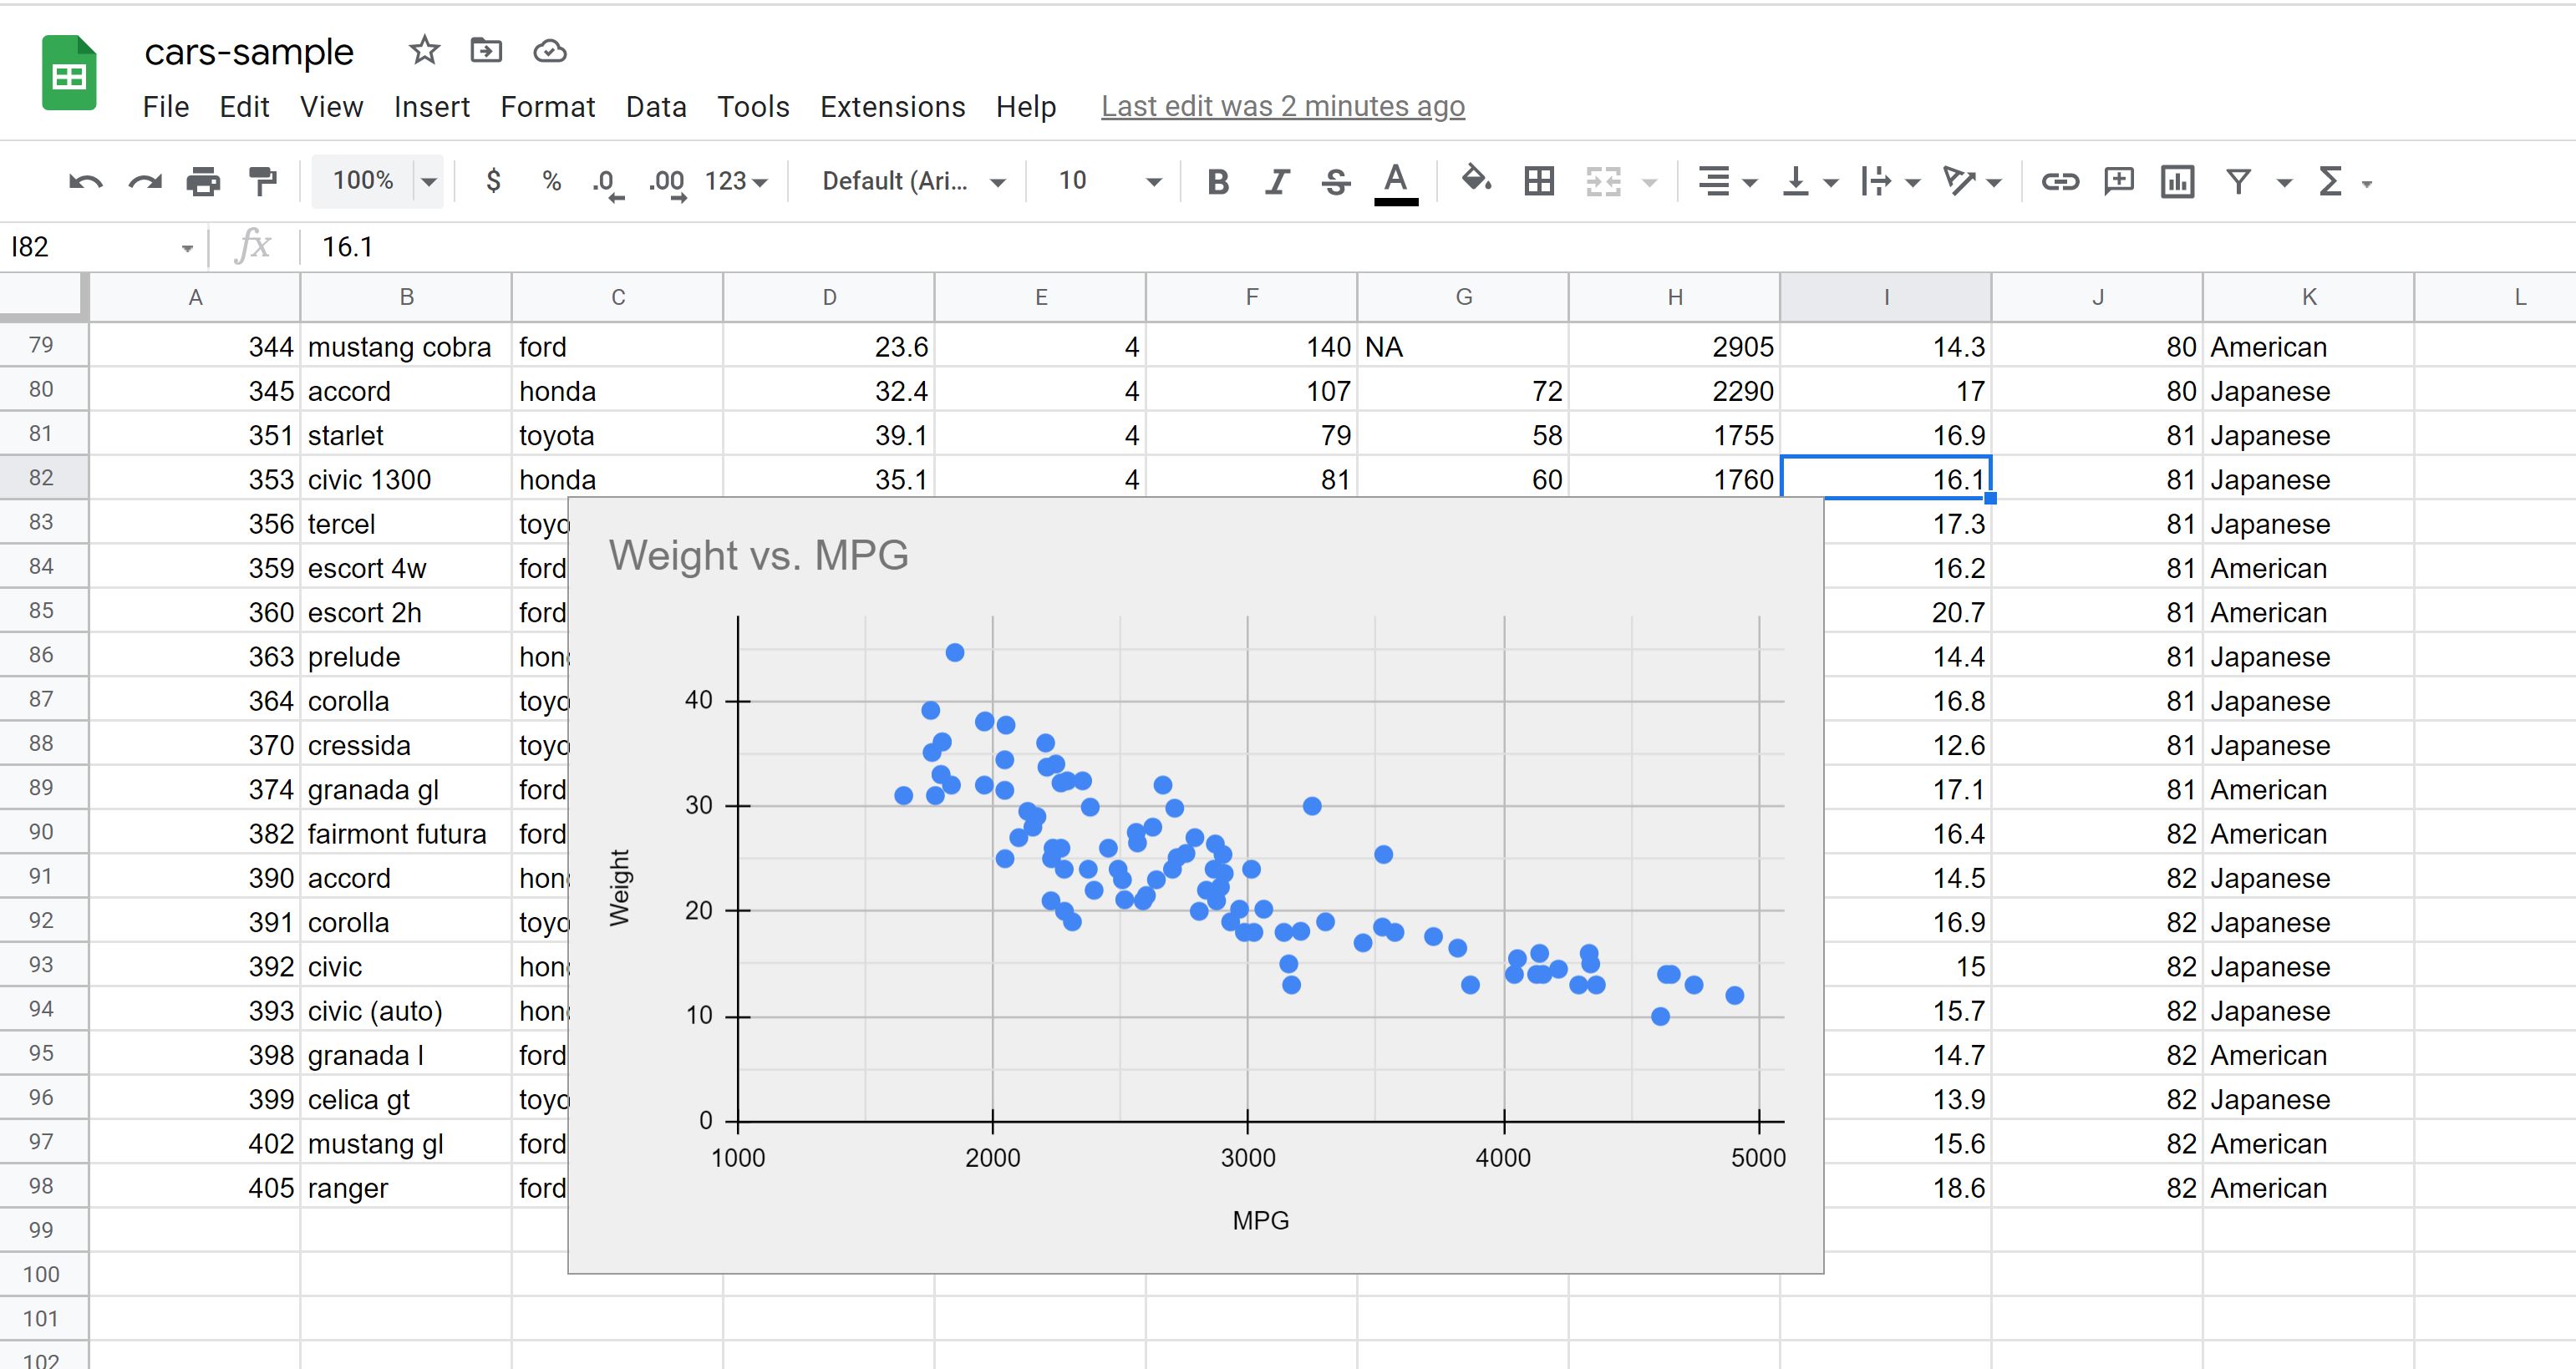 cars-sample
File Edit View Insert Format Data Tools Extensions Help Last edit was 2 minutes ago
100% $ % .0 .00 123 Default (Ari... 10 B I S A
I82 fx 16.1
A B C D E F G H I J K L
79 344 mustang cobra ford 23.6 4 140 NA 2905 14.3 80 American
80 345 accord honda 32.4 4 107 72 2290 17 80 Japanese
81 351 starlet toyota 39.1 4 79 58 1755 16.9 81 Japanese
82 353 civic 1300 honda 35.1 4 81 60 1760 16.1 81 Japanese
83 356 tercel toyo 17.3 81 Japanese
84 359 escort 4w ford 16.2 81 American
85 360 escort 2h ford 20.7 81 American
86 363 prelude hon 14.4 81 Japanese
87 364 corolla toyo 16.8 81 Japanese
88 370 cressida toyo 12.6 81 Japanese
89 374 granada gl ford 17.1 81 American
90 382 fairmont futura ford 16.4 82 American
91 390 accord hon 14.5 82 Japanese
92 391 corolla toyo 16.9 82 Japanese
93 392 civic hon 15 82 Japanese
94 393 civic (auto) hon 15.7 82 Japanese
95 398 granada l ford 14.7 82 American
96 399 celica gt toyo 13.9 82 Japanese
97 402 mustang gl ford 15.6 82 American
98 405 ranger ford 18.6 82 American
99
100
101
102
Weight vs. MPG
Weight
40
30
20
10
0
1000 2000 3000 4000 5000
MPG